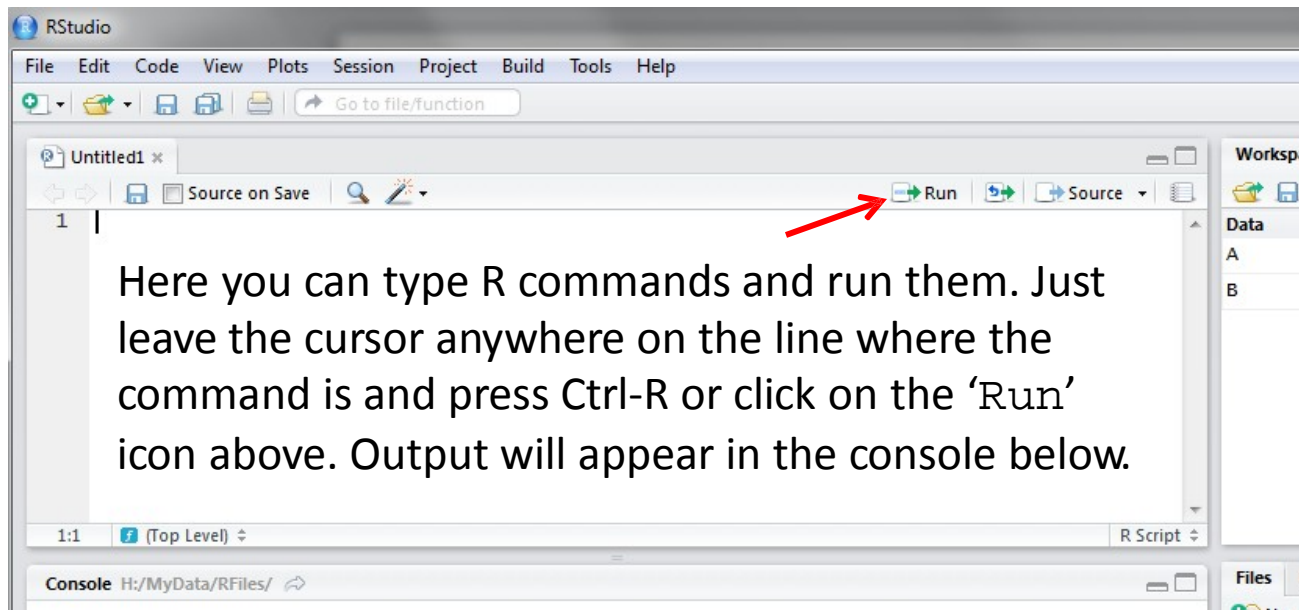 RStudio
File Edit Code View Plots Session Project Build Tools Help
Go to file/function
Untitled1
Source on Save Run Source
1
Here you can type R commands and run them. Just
leave the cursor anywhere on the line where the
command is and press Ctrl-R or click on the ‘Run’
icon above. Output will appear in the console below.
1:1 (Top Level) R Script
Console H:/MyData/RFiles/
Worksp
Data
A
B
Files